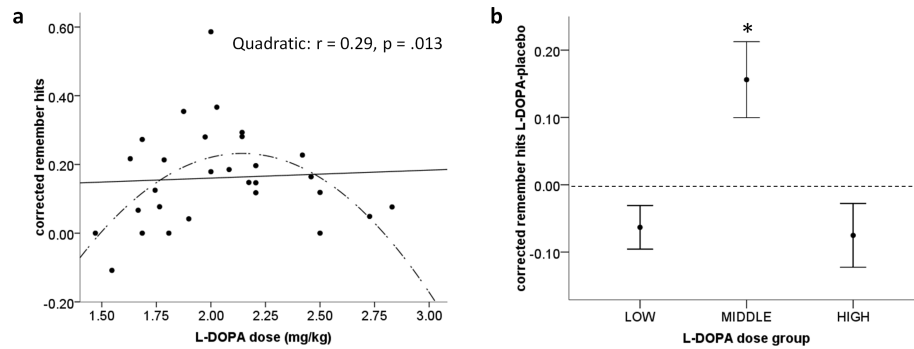 a
Quadratic: r = 0.29, p = .013
corrected remember hits
0.60
0.40
0.20
0.00
-0.20
1.50
1.75
2.00
2.25
2.50
2.75
3.00
L-DOPA dose (mg/kg)
b
*
corrected remember hits L-DOPA-placebo
0.20
0.10
0.00
-0.10
LOW
MIDDLE
HIGH
L-DOPA dose group